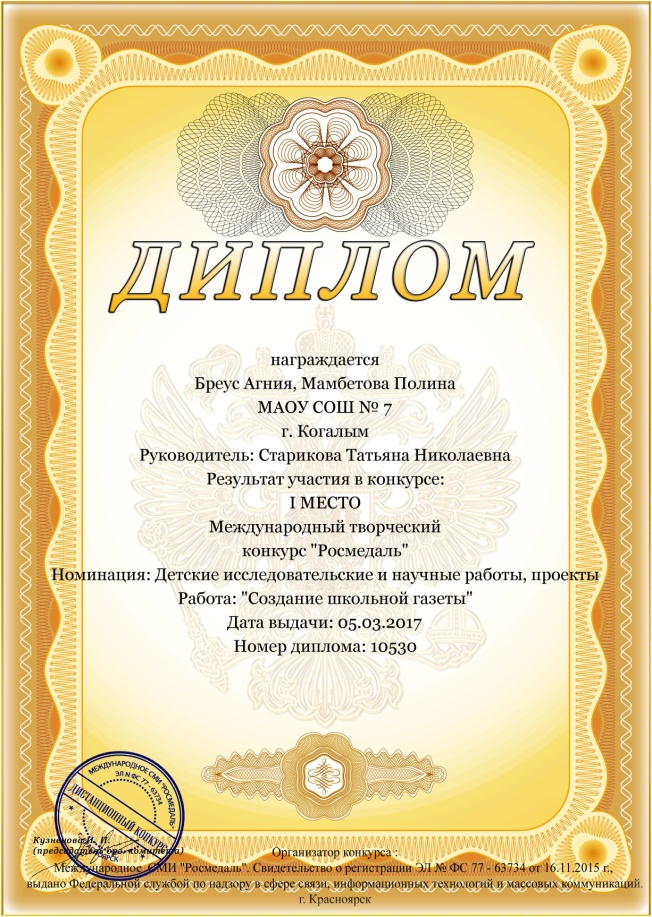 ДИПЛОМ
награждается
Бреус Агния, Мамбетова Полина
МАОУ СОШ № 7
г. Когалым
Руководитель: Старикова Татьяна Николаевна
Результат участия в конкурсе:
I МЕСТО
Международный творческий
конкурс "Росмедаль"
Номинация: Детские исследовательские и научные работы, проекты
Работа: "Создание школьной газеты"
Дата выдачи: 05.03.2017
Номер диплома: 10530
МЕЖДУНАРОДНОЕ СМИ "РОСМЕДАЛЬ"
ЭЛ N ФС 77 - 63734
ДИСТАНЦИОННЫЙ КОНКУРС
Кузнецова
(председатель орг. комитета)
Организатор конкурса :
Международное СМИ "Росмедаль". Свидетельство о регистрации ЭЛ № ФС 77 - 63734 от 16.11.2015 г.,
выдано Федеральной службой по надзору в сфере связи, информационных технологий и массовых коммуникаций.
г. Красноярск